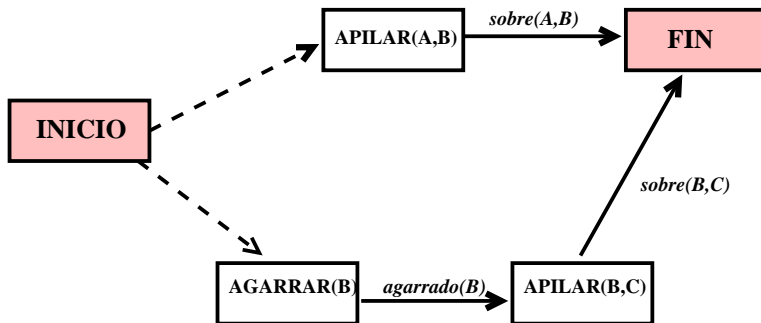 sobre(A,B)
APILAR(A,B)
FIN
INICIO
sobre(B,C)
AGARRAR(B)
agarrado(B)
APILAR(B,C)